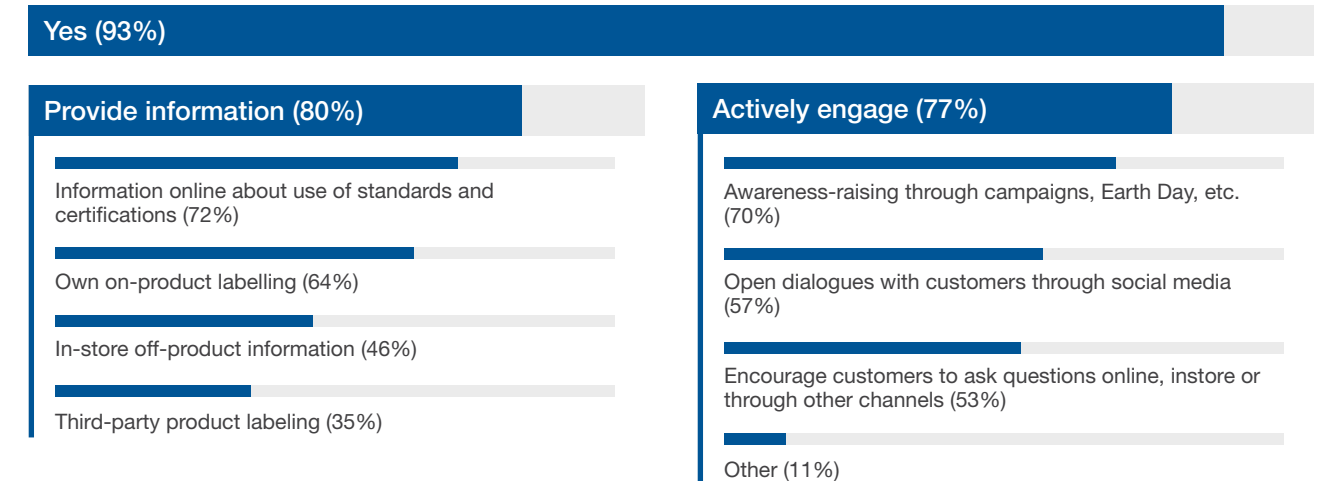 Yes (93%)
Provide information (80%)
Information online about use of standards and
certifications (72%)
Own on-product labelling (64%)
In-store off-product information (46%)
Third-party product labeling (35%)
Actively engage (77%)
Awareness-raising through campaigns, Earth Day, etc.
(70%)
Open dialogues with customers through social media
(57%)
Encourage customers to ask questions online, instore or
through other channels (53%)
Other (11%)